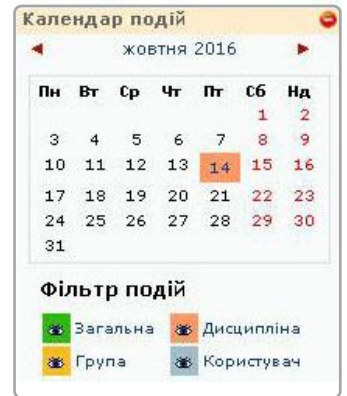 Календар подій
жовтня 2016
Пн Вт Ср Чт Пт Сб Нд
1 2
3 4 5 6 7 8 9
10 11 12 13 14 15 16
17 18 19 20 21 22 23
24 25 26 27 28 29 30
31
Фільтр подій
Загальна Дисципліна
Група Користувач